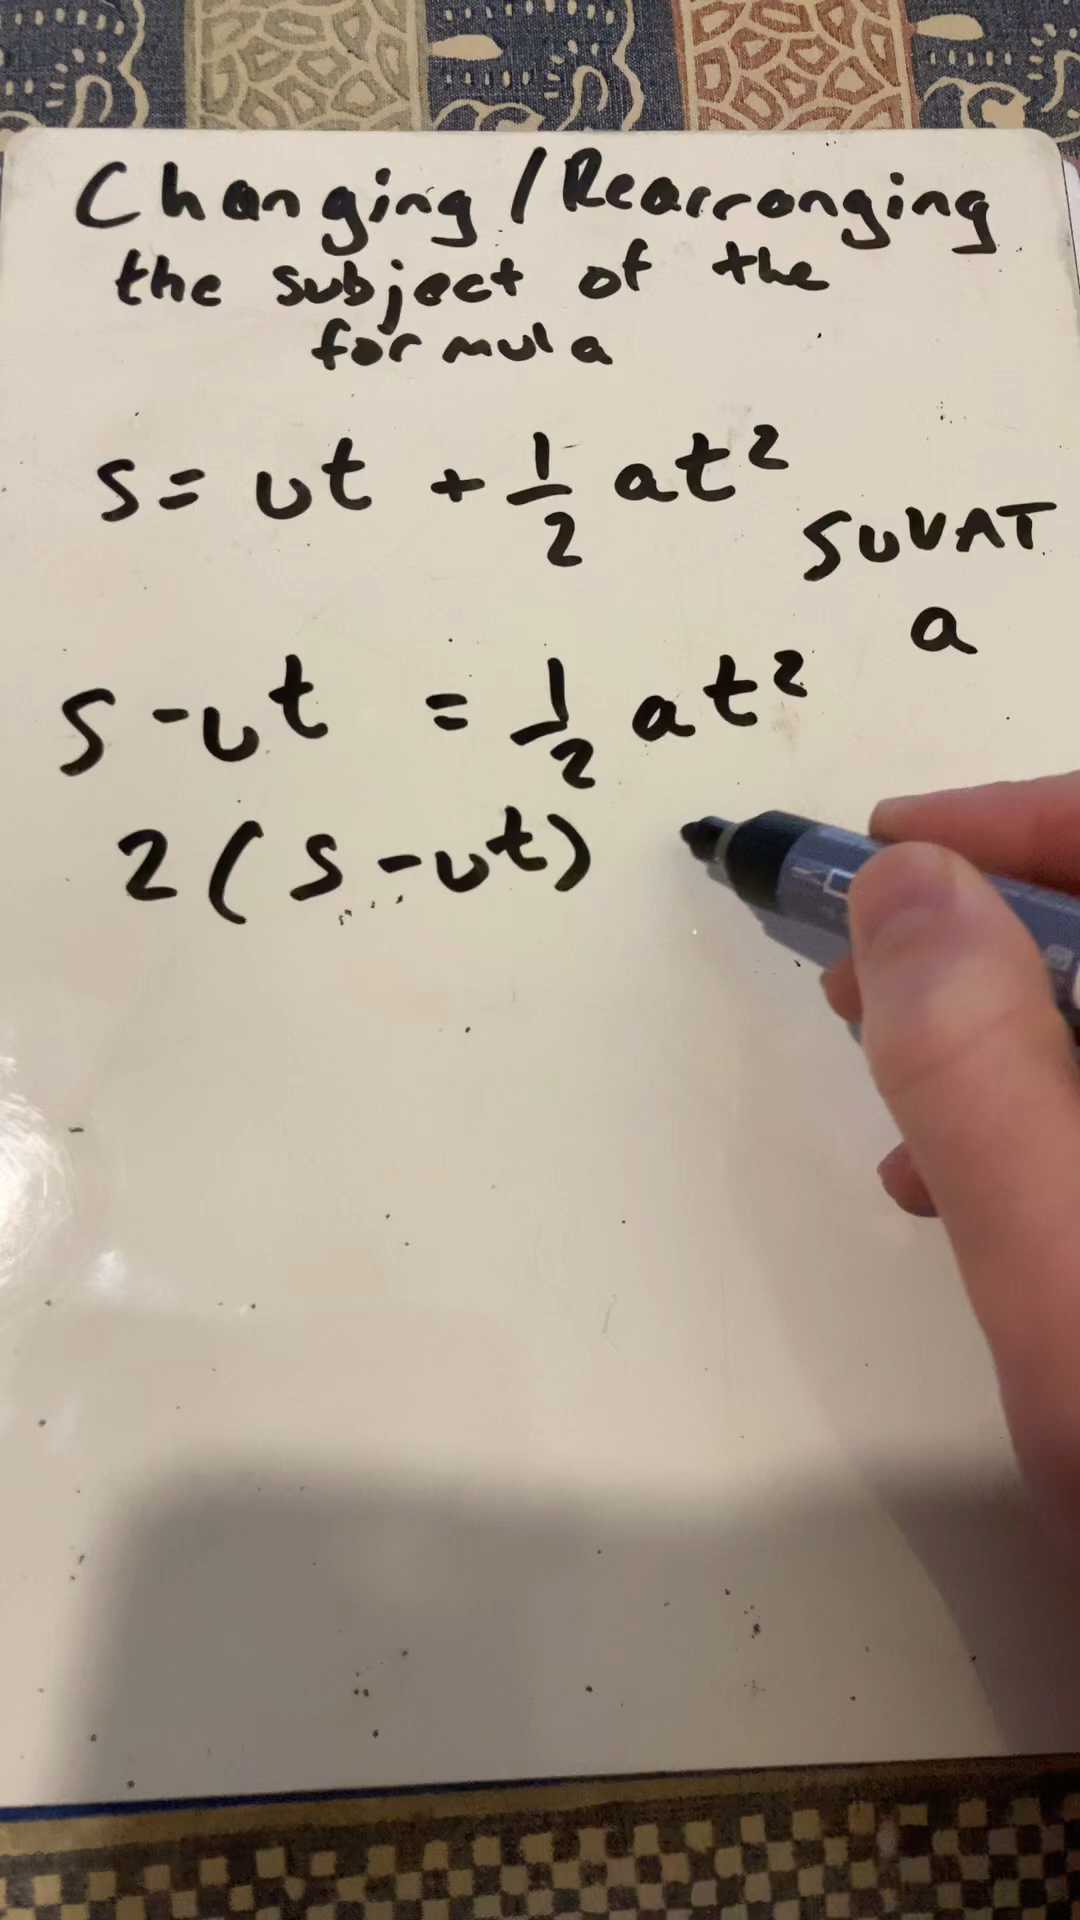 Changing / Rearranging
the subject of the
formula
s = ut + 1/2 at²
SUVAT
a
s - ut = 1/2 at²
2(s - ut)